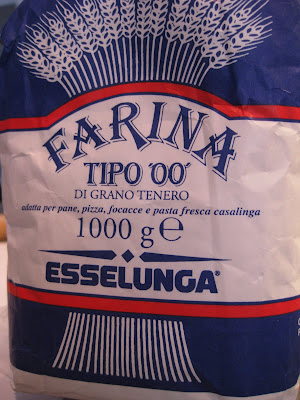 FARINA
TIPO '00'
DI GRANO TENERO
adatta per pane, pizza, focacce e pasta fresca casalinga
1000 g ℮
ESSELUNGA®